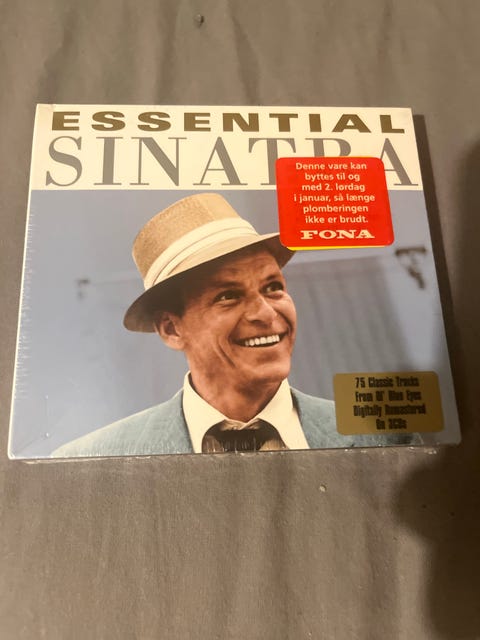 ESSENTIAL
SINATRA
Denne vare kan
byttes til og
med 2. lørdag
i januar, så længe
plomberingen
ikke er brudt.
FONA
75 Classic Tracks
From Ol' Blue Eyes
Digitally Remastered
On 3CDs